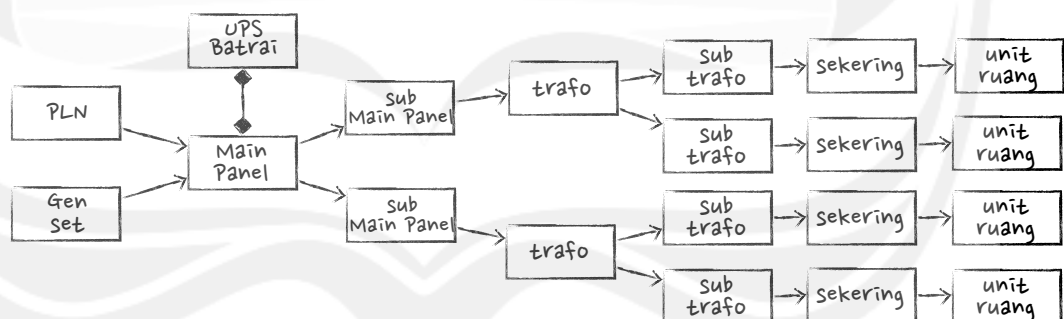 UPS
Batrai
PLN
Gen
set
Main
Panel
sub
Main Panel
sub
Main Panel
trafo
trafo
sub
trafo
sekering
unit
ruang
sub
trafo
sekering
unit
ruang
sub
trafo
sekering
unit
ruang
sub
trafo
sekering
unit
ruang